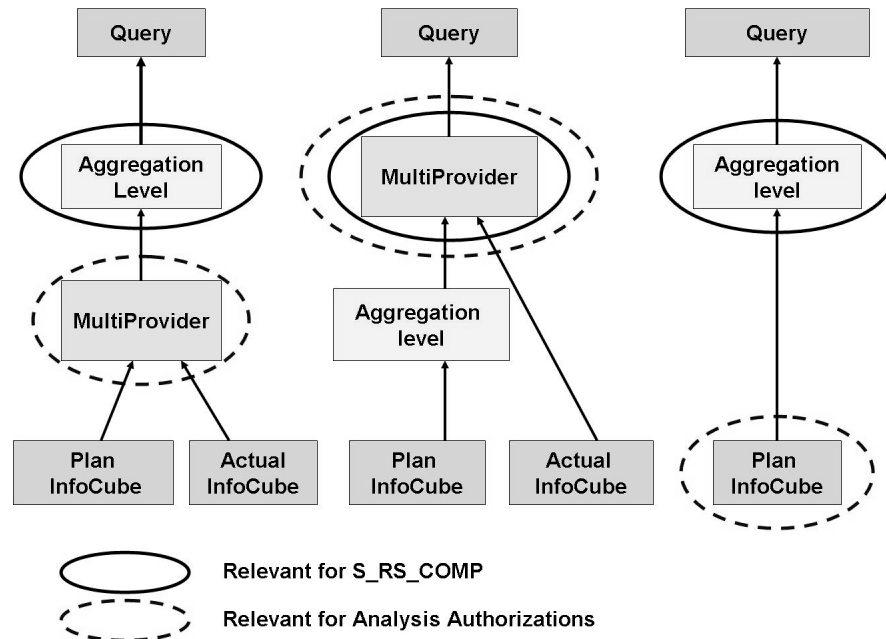 Query
Query
Query
Aggregation
Level
MultiProvider
Aggregation
level
MultiProvider
Aggregation
level
Plan
InfoCube
Actual
InfoCube
Plan
InfoCube
Actual
InfoCube
Plan
InfoCube
Relevant for S_RS_COMP
Relevant for Analysis Authorizations